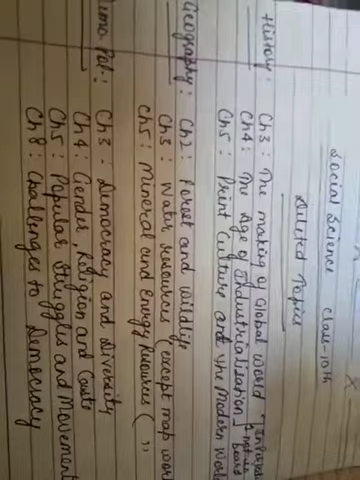 Social Science Class-10th
Deleted Topics
History: Ch3: The making of Global World
Ch4: The Age of Industrialisation
Ch5: Print Culture and the Modern World
Geography: Ch2: Forest and wildlife
Ch3: Water resources (except map work
Ch5: Mineral and Energy Resources ( "
Pol.: Ch3: Democracy and Diversity
Ch4: Gender, Religion and Caste
Ch5: Popular Struggles and Movement
Ch8: Challenges to Democracy